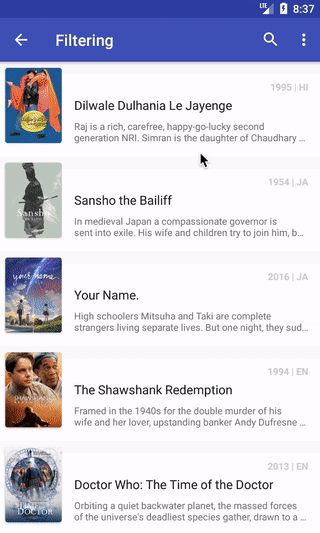 LTE 8:37
Filtering
1995 | HI
Dilwale Dulhania Le Jayenge
Raj is a rich, carefree, happy-go-lucky second
generation NRI. Simran is the daughter of Chaudhary ...
1954 | JA
Sansho the Bailiff
In medieval Japan a compassionate governor is
sent into exile. His wife and children try to join him, b...
2016 | JA
Your Name.
High schoolers Mitsuha and Taki are complete
strangers living separate lives. But one night, they sud...
1994 | EN
The Shawshank Redemption
Framed in the 1940s for the double murder of his
wife and her lover, upstanding banker Andy Dufresne ...
2013 | EN
Doctor Who: The Time of the Doctor
Orbiting a quiet backwater planet, the massed forces
of the universe's deadliest species gather, drawn to a ...
Sansho
your name.
SHAWSHANK
DOCTOR